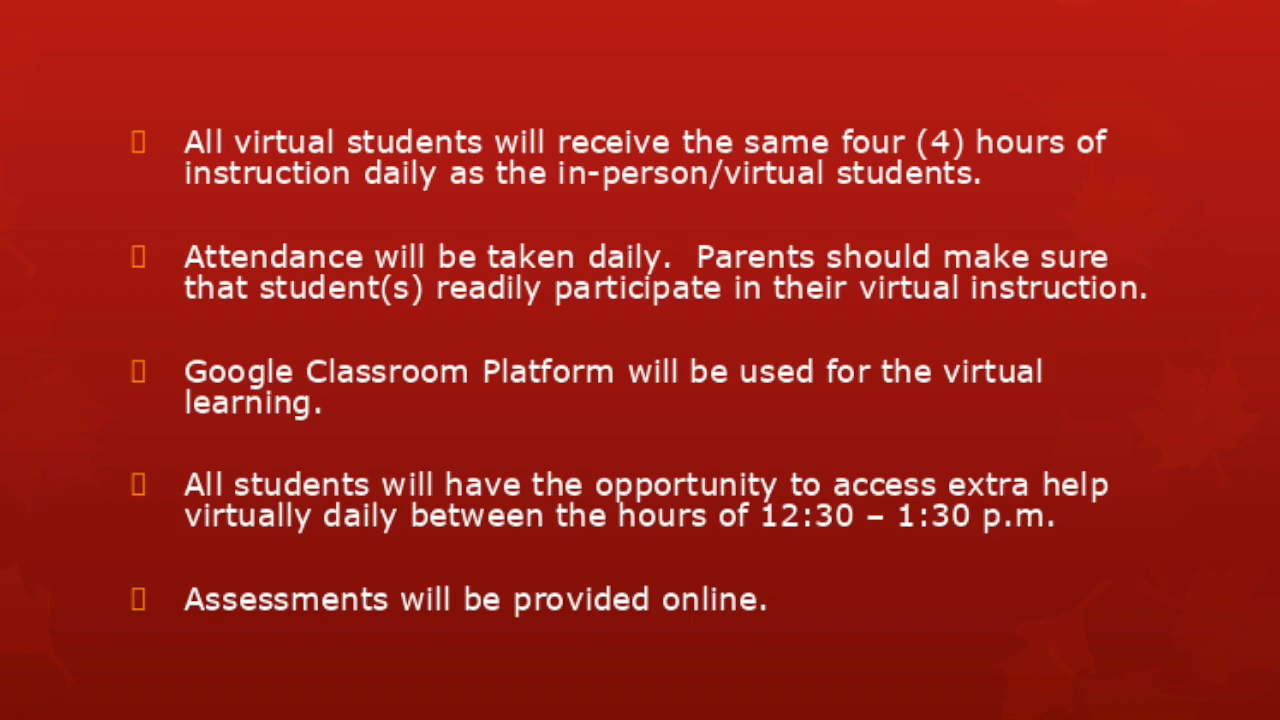 All virtual students will receive the same four (4) hours of
instruction daily as the in-person/virtual students.
Attendance will be taken daily.  Parents should make sure
that student(s) readily participate in their virtual instruction.
Google Classroom Platform will be used for the virtual
learning.
All students will have the opportunity to access extra help
virtually daily between the hours of 12:30 – 1:30 p.m.
Assessments will be provided online.